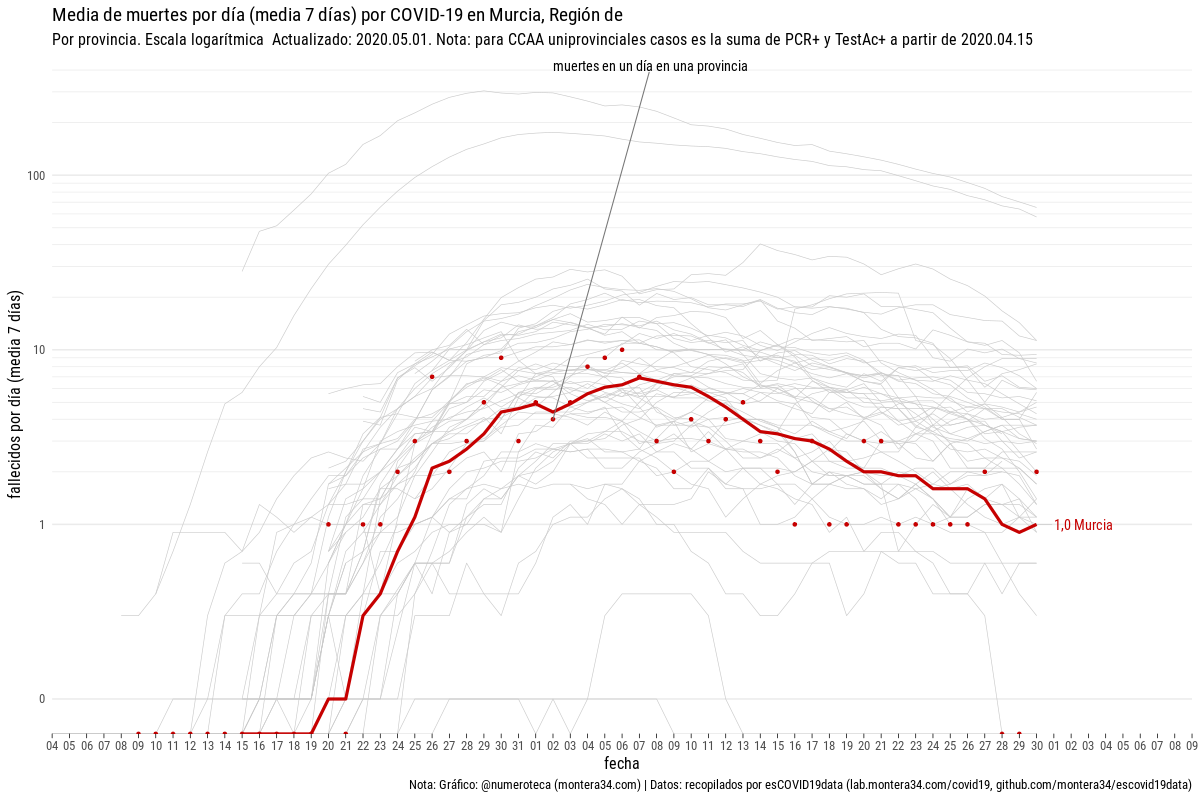 Media de muertes por día (media 7 días) por COVID-19 en Murcia, Región de
Por provincia. Escala logarítmica  Actualizado: 2020.05.01. Nota: para CCAA uniprovinciales casos es la suma de PCR+ y TestAc+ a partir de 2020.04.15
muertes en un día en una provincia
fallecidos por día (media 7 días)
100
10
1
0
1,0 Murcia
04 05 06 07 08 09 10 11 12 13 14 15 16 17 18 19 20 21 22 23 24 25 26 27 28 29 30 31 01 02 03 04 05 06 07 08 09 10 11 12 13 14 15 16 17 18 19 20 21 22 23 24 25 26 27 28 29 30 01 02 03 04 05 06 07 08 09
fecha
Nota: Gráfico: @numeroteca (montera34.com) | Datos: recopilados por esCOVID19data (lab.montera34.com/covid19, github.com/montera34/escovid19data)